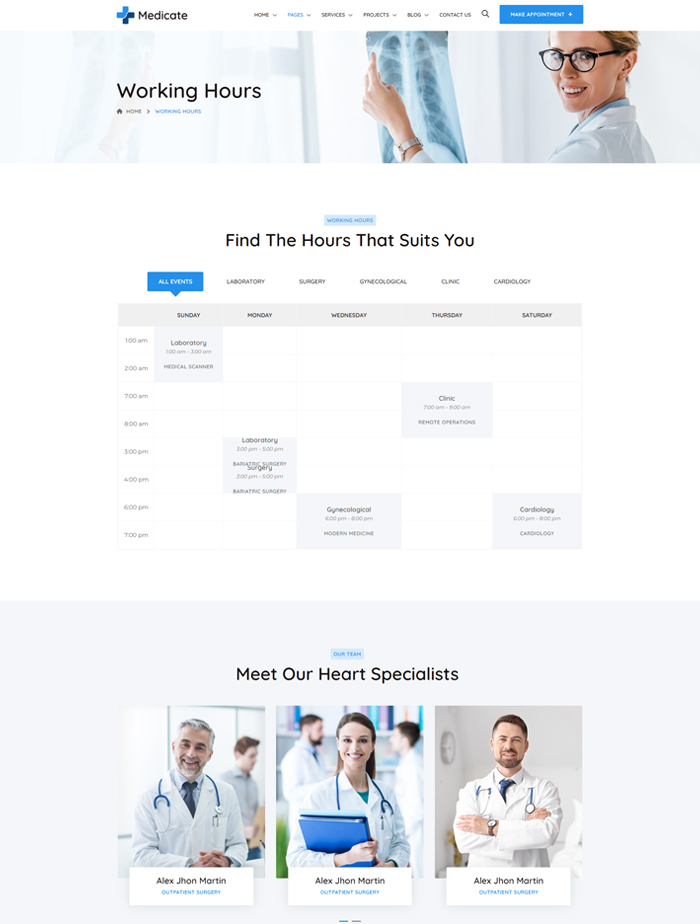 Medicate
HOME PAGES SERVICES PROJECTS BLOG CONTACT US MAKE APPOINTMENT +
Working Hours
HOME > WORKING HOURS
WORKING HOURS
Find The Hours That Suits You
ALL EVENTS LABORATORY SURGERY GYNECOLOGICAL CLINIC CARDIOLOGY
SUNDAY MONDAY WEDNESDAY THURSDAY SATURDAY
1:00 am
Laboratory
1:00 am - 3:00 am
MEDICAL SCANNER
2:00 am
7:00 am
Clinic
7:00 am - 9:00 am
REMOTE OPERATIONS
8:00 am
3:00 pm
Laboratory
3:00 pm - 5:00 pm
BARIATRIC SURGERY
4:00 pm
Surgery
3:00 pm - 5:00 pm
BARIATRIC SURGERY
6:00 pm
Gynecological
6:00 pm - 8:00 pm
MODERN MEDICINE
Cardiology
6:00 pm - 8:00 pm
CARDIOLOGY
7:00 pm
OUR TEAM
Meet Our Heart Specialists
Alex Jhon Martin
OUTPATIENT SURGERY
Alex Jhon Martin
OUTPATIENT SURGERY
Alex Jhon Martin
OUTPATIENT SURGERY